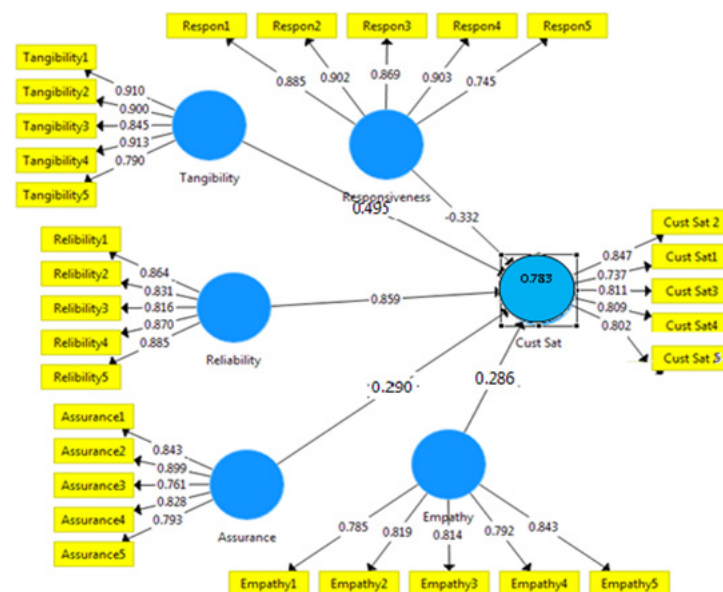 Respon1
Respon2
Respon3
Respon4
Respon5
0.885
0.902
0.869
0.903
0.745
Responsiveness
Tangibility1
Tangibility2
Tangibility3
Tangibility4
Tangibility5
0.910
0.900
0.845
0.913
0.790
Tangibility
0.495
-0.332
Relibility1
Relibility2
Relibility3
Relibility4
Relibility5
0.864
0.831
0.816
0.870
0.885
Reliability
0.859
0.783
Cust Sat
0.847
0.737
0.811
0.809
0.802
Cust Sat 2
Cust Sat1
Cust Sat3
Cust Sat4
Cust Sat 5
0.290
0.286
Assurance1
Assurance2
Assurance3
Assurance4
Assurance5
0.843
0.899
0.761
0.828
0.793
Assurance
Empathy
0.785
0.819
0.814
0.792
0.843
Empathy1
Empathy2
Empathy3
Empathy4
Empathy5